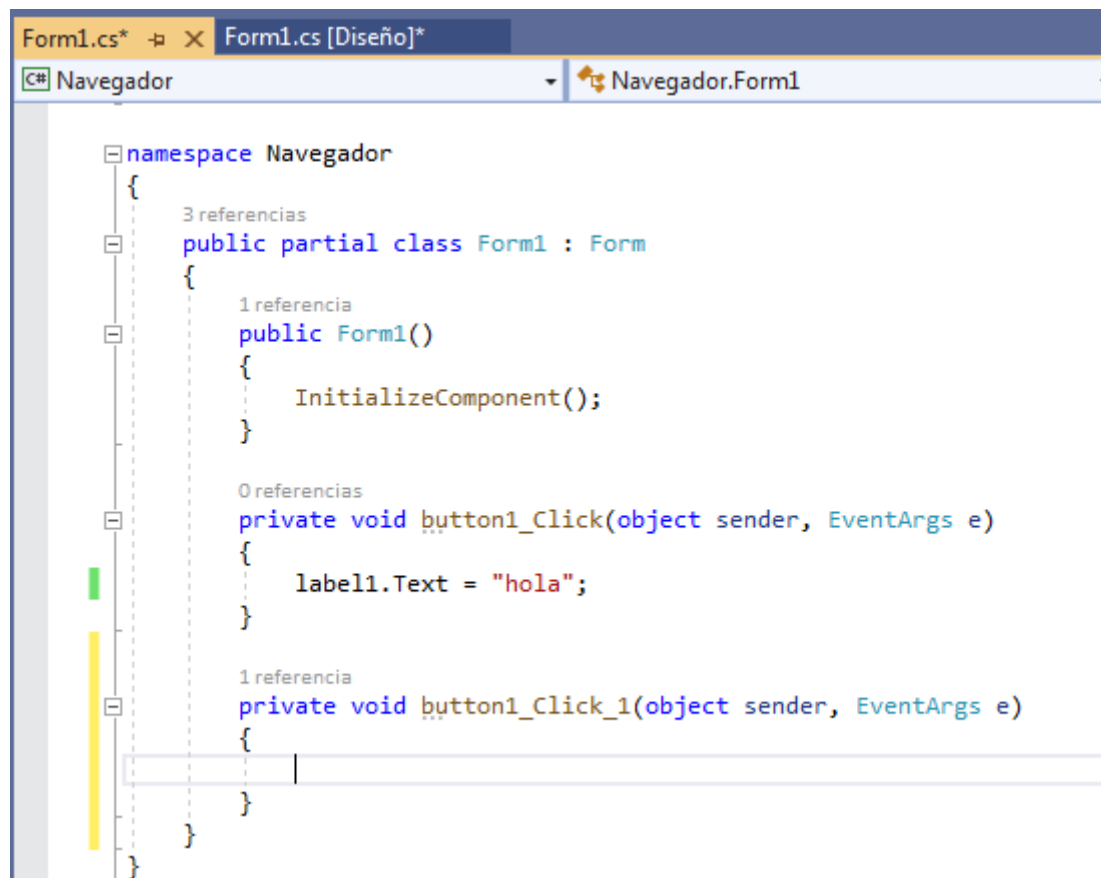 Form1.cs* Form1.cs [Diseño]*
C# Navegador Navegador.Form1
namespace Navegador
{
3 referencias
public partial class Form1 : Form
{
1 referencia
public Form1()
{
InitializeComponent();
}
0 referencias
private void button1_Click(object sender, EventArgs e)
{
label1.Text = "hola";
}
1 referencia
private void button1_Click_1(object sender, EventArgs e)
{
}
}
}